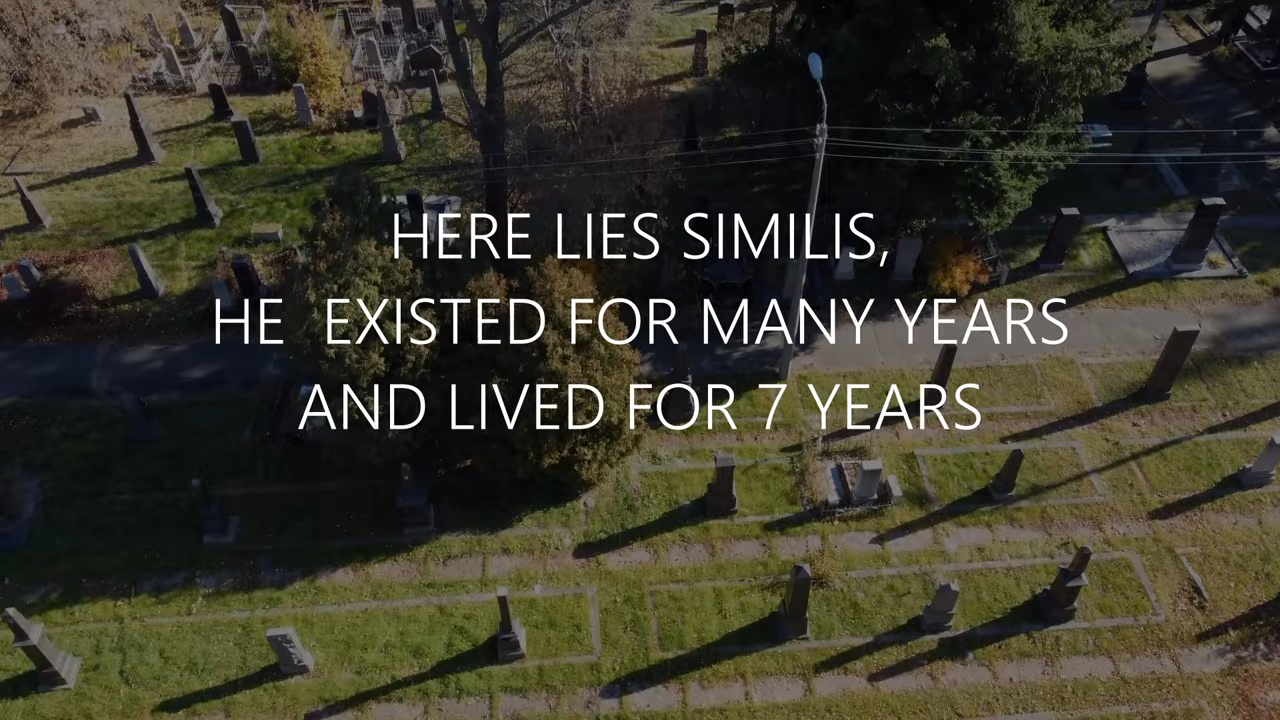 HERE LIES SIMILIS,
HE  EXISTED FOR MANY YEARS
AND LIVED FOR 7 YEARS